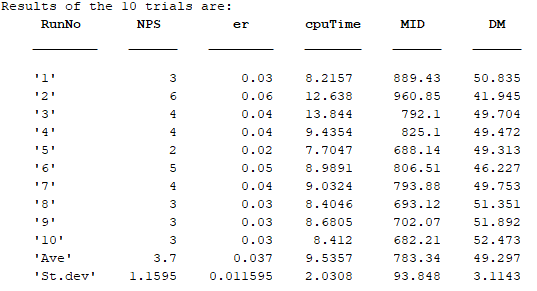 Results of the 10 trials are:
RunNo NPS er cpuTime MID DM
'1' 3 0.03 8.2157 889.43 50.835
'2' 6 0.06 12.638 960.85 41.945
'3' 4 0.04 13.844 792.1 49.704
'4' 4 0.04 9.4354 825.1 49.472
'5' 2 0.02 7.7047 688.14 49.313
'6' 5 0.05 8.9891 806.51 46.227
'7' 4 0.04 9.0324 793.88 49.753
'8' 3 0.03 8.4046 693.12 51.351
'9' 3 0.03 8.6805 702.07 51.892
'10' 3 0.03 8.412 682.21 52.473
'Ave' 3.7 0.037 9.5357 783.34 49.297
'St.dev' 1.1595 0.011595 2.0308 93.848 3.1143